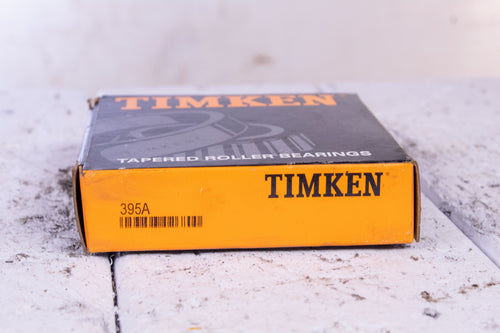 TIMKEN
TAPERED ROLLER BEARINGS
TIMKEN
395A